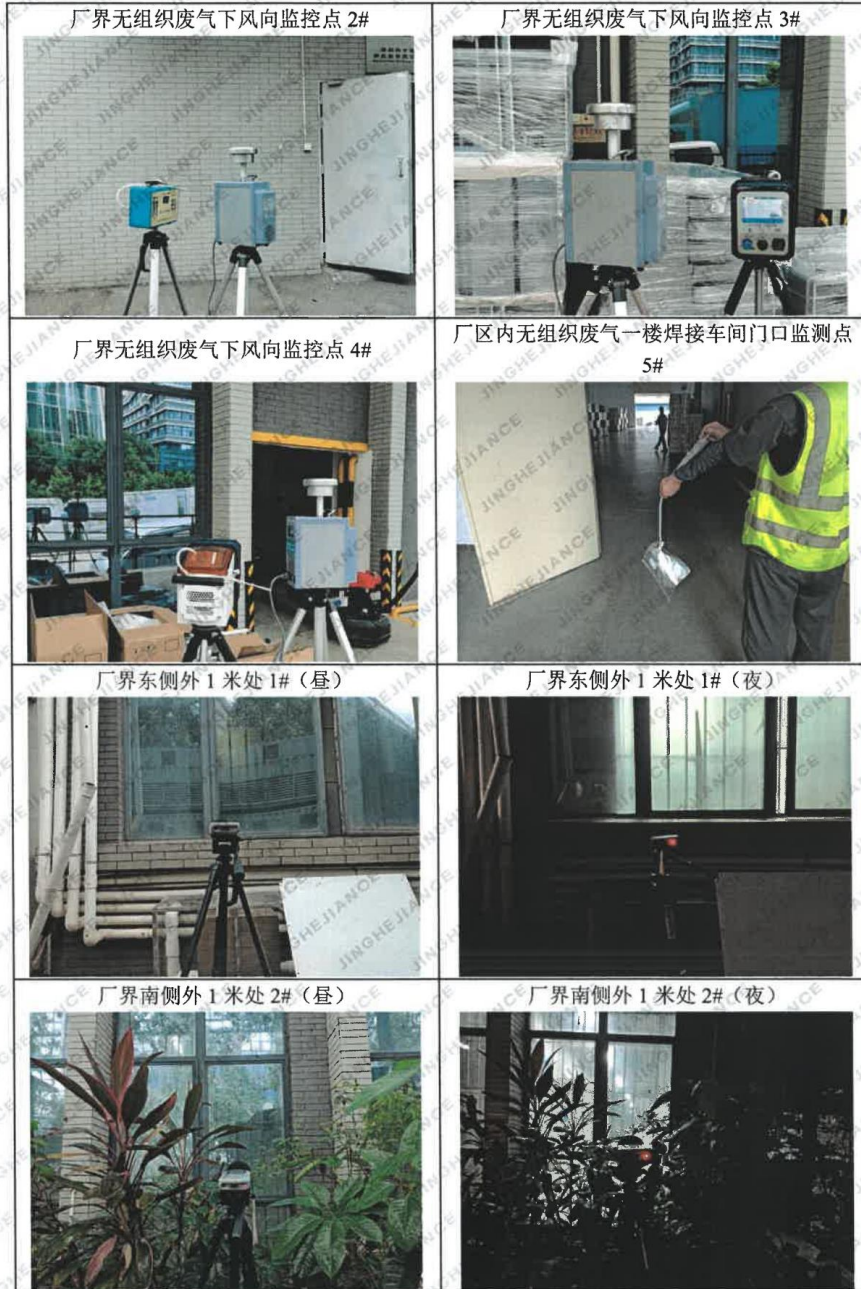 厂界无组织废气下风向监控点 2#
厂界无组织废气下风向监控点 3#
厂界无组织废气下风向监控点 4#
厂区内无组织废气一楼焊接车间门口监测点
5#
厂界东侧外 1 米处 1#（昼）
厂界东侧外 1 米处 1#（夜）
厂界南侧外 1 米处 2#（昼）
厂界南侧外 1 米处 2#（夜）
JINGHEJIANCE